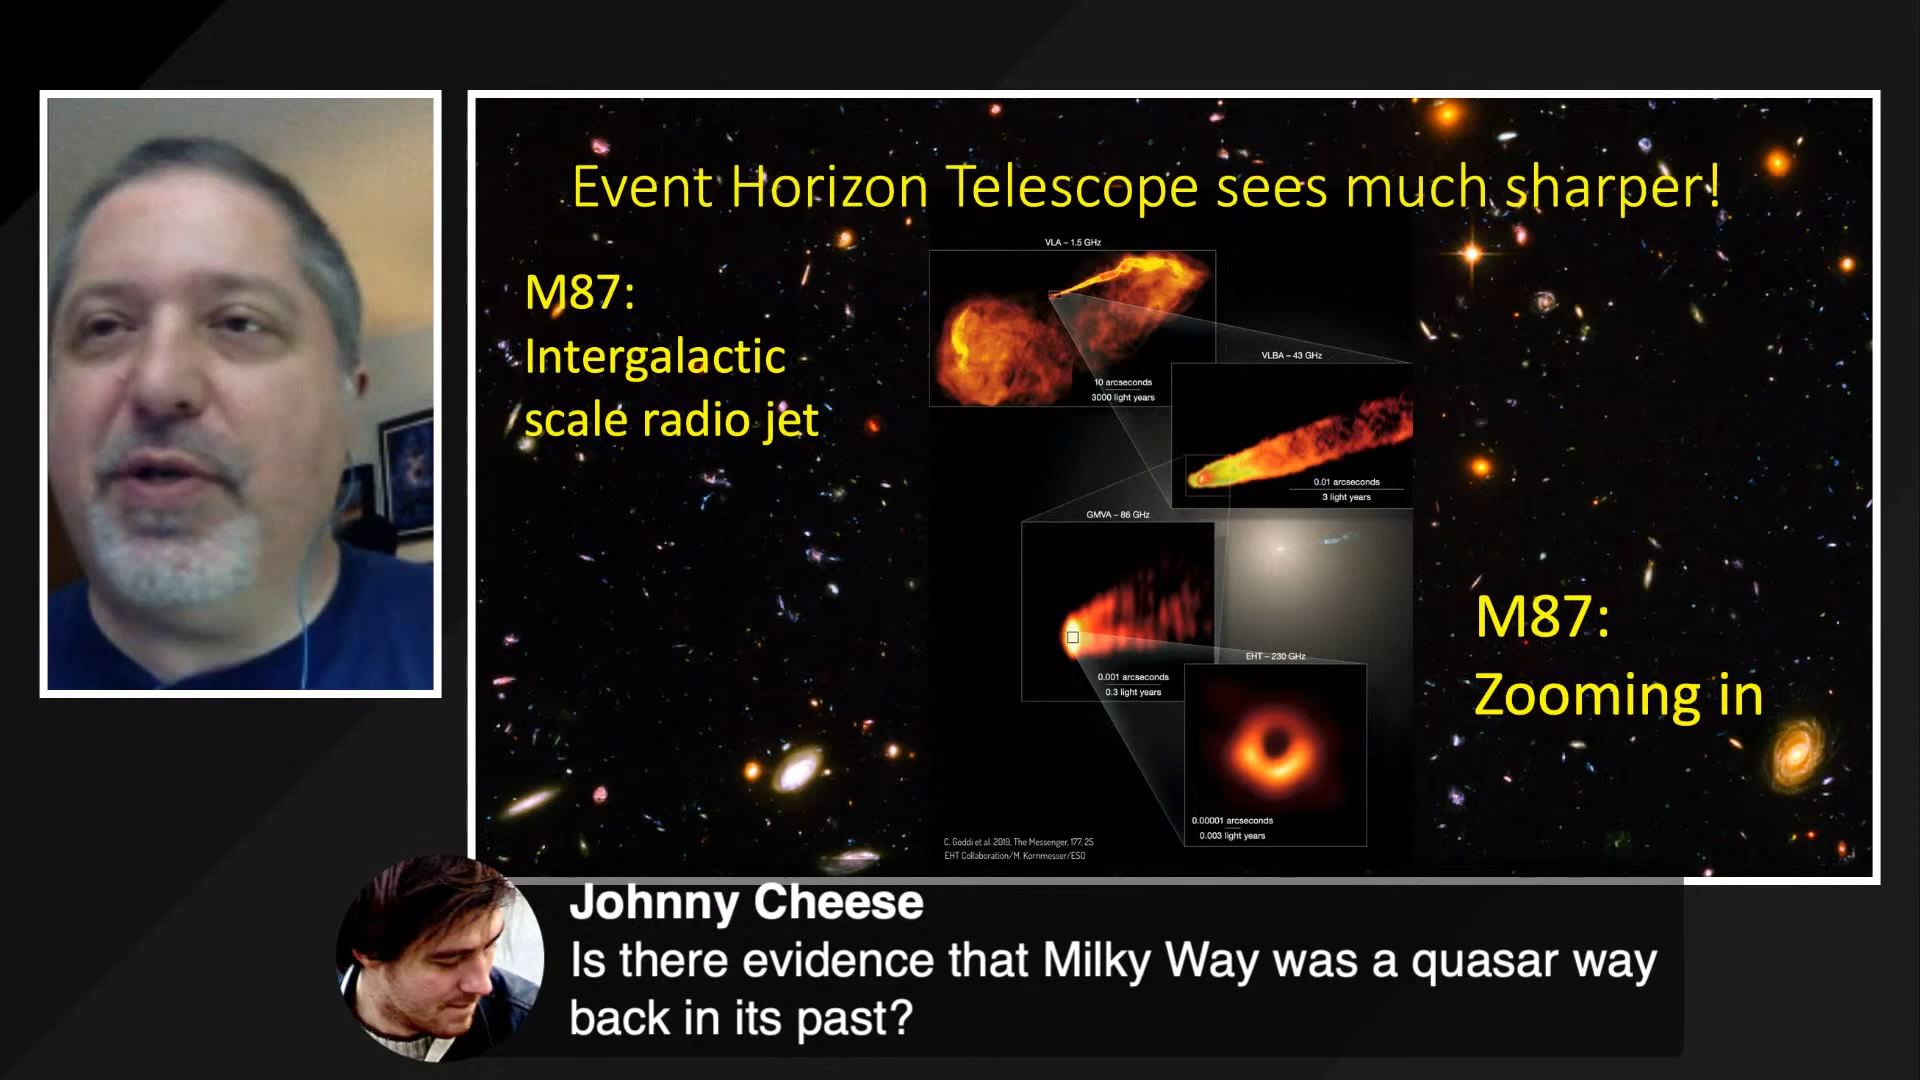 Event Horizon Telescope sees much sharper!
M87:
Intergalactic
scale radio jet
VLA – 1.5 GHz
10 arcseconds
3000 light years
VLBA – 43 GHz
0.01 arcseconds
3 light years
GMVA – 86 GHz
0.001 arcseconds
0.3 light years
EHT – 230 GHz
0.00001 arcseconds
0.003 light years
C. Goddi et al. 2019, The Messenger, 177, 25
EHT Collaboration/M. Kornmesser/ESO
M87:
Zooming in
Johnny Cheese
Is there evidence that Milky Way was a quasar way
back in its past?